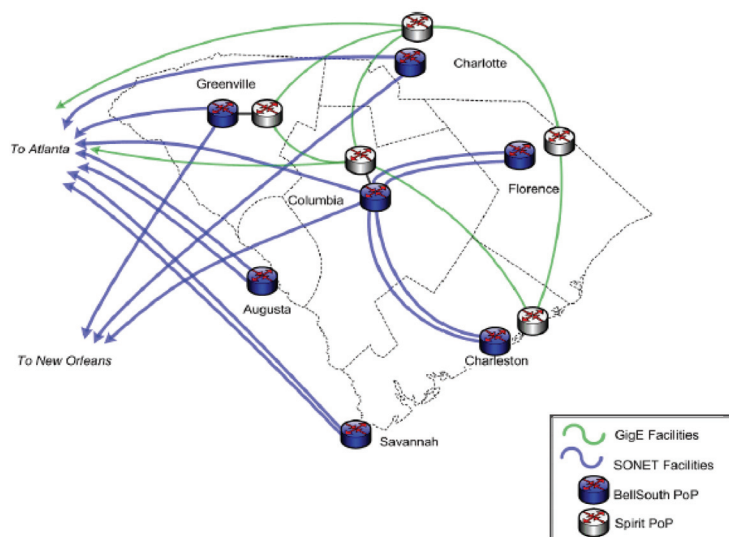 Charlotte
Greenville
To Atlanta
Florence
Columbia
Augusta
To New Orleans
Charleston
Savannah
GigE Facilities
SONET Facilities
BellSouth PoP
Spirit PoP